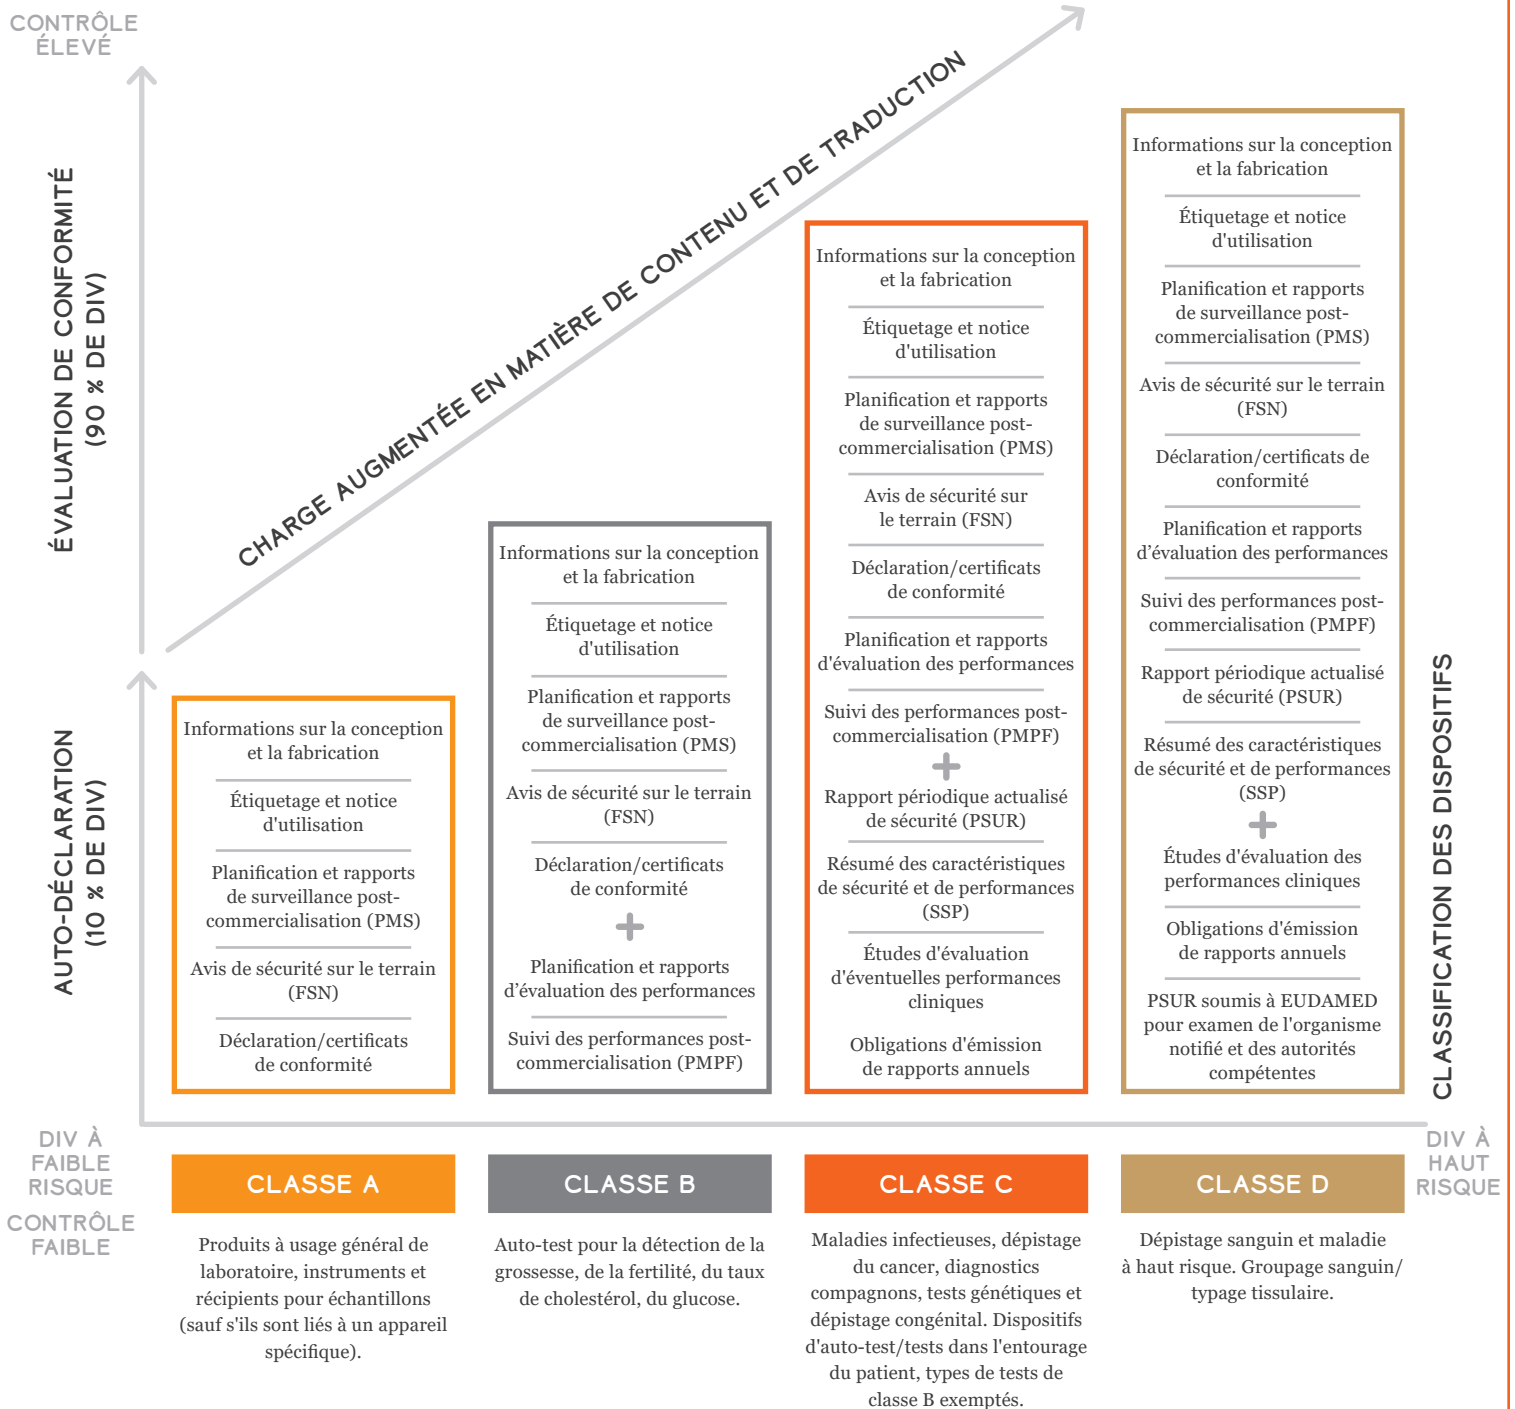 CONTRÔLE
ÉLEVÉ
ÉVALUATION DE CONFORMITÉ
(90 % DE DIV)
AUTO-DÉCLARATION
(10 % DE DIV)
CHARGE AUGMENTÉE EN MATIÈRE DE CONTENU ET DE TRADUCTION
Informations sur la conception
et la fabrication
Étiquetage et notice
d'utilisation
Planification et rapports
de surveillance post-
commercialisation (PMS)
Avis de sécurité sur le terrain
(FSN)
Déclaration/certificats
de conformité
Informations sur la conception
et la fabrication
Étiquetage et notice
d'utilisation
Planification et rapports
de surveillance post-
commercialisation (PMS)
Avis de sécurité sur le terrain
(FSN)
Déclaration/certificats
de conformité
+
Planification et rapports
d’évaluation des performances
Suivi des performances post-
commercialisation (PMPF)
Informations sur la conception
et la fabrication
Étiquetage et notice
d'utilisation
Planification et rapports
de surveillance post-
commercialisation (PMS)
Avis de sécurité sur
le terrain (FSN)
Déclaration/certificats
de conformité
Planification et rapports
d'évaluation des performances
Suivi des performances post-
commercialisation (PMPF)
+
Rapport périodique actualisé
de sécurité (PSUR)
Résumé des caractéristiques
de sécurité et de performances
(SSP)
Études d'évaluation
d'éventuelles performances
cliniques
Obligations d'émission
de rapports annuels
Informations sur la conception
et la fabrication
Étiquetage et notice
d'utilisation
Planification et rapports
de surveillance post-
commercialisation (PMS)
Avis de sécurité sur le terrain
(FSN)
Déclaration/certificats de
conformité
Planification et rapports
d’évaluation des performances
Suivi des performances post-
commercialisation (PMPF)
Rapport périodique actualisé
de sécurité (PSUR)
Résumé des caractéristiques
de sécurité et de performances
(SSP)
+
Études d'évaluation des
performances cliniques
Obligations d'émission
de rapports annuels
PSUR soumis à EUDAMED
pour examen de l'organisme
notifié et des autorités
compétentes
CLASSIFICATION DES DISPOSITIFS
DIV À
FAIBLE
RISQUE
CONTRÔLE
FAIBLE
DIV À
HAUT
RISQUE
CLASSE A
Produits à usage général de
laboratoire, instruments et
récipients pour échantillons
(sauf s'ils sont liés à un appareil
spécifique).
CLASSE B
Auto-test pour la détection de la
grossesse, de la fertilité, du taux
de cholestérol, du glucose.
CLASSE C
Maladies infectieuses, dépistage
du cancer, diagnostics
compagnons, tests génétiques et
dépistage congénital. Dispositifs
d'auto-test/tests dans l'entourage
du patient, types de tests de
classe B exemptés.
CLASSE D
Dépistage sanguin et maladie
à haut risque. Groupage sanguin/
typage tissulaire.